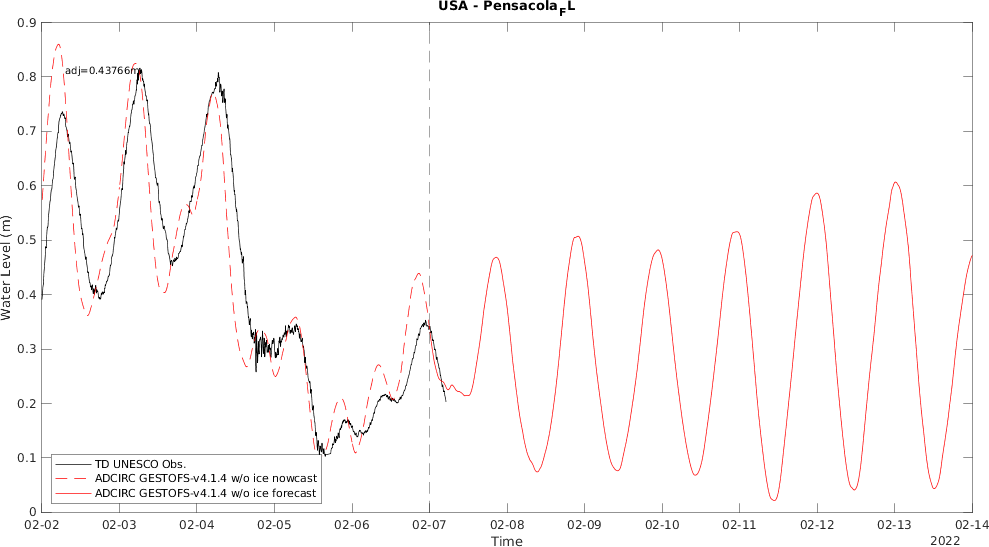 USA - Pensacola_FL
0.9
0.8
0.7
0.6
0.5
0.4
0.3
0.2
0.1
0
Water Level (m)
adj=0.43766m
TD UNESCO Obs.
ADCIRC GESTOFS-v4.1.4 w/o ice nowcast
ADCIRC GESTOFS-v4.1.4 w/o ice forecast
02-02 02-03 02-04 02-05 02-06 02-07 02-08 02-09 02-10 02-11 02-12 02-13 02-14
Time
2022